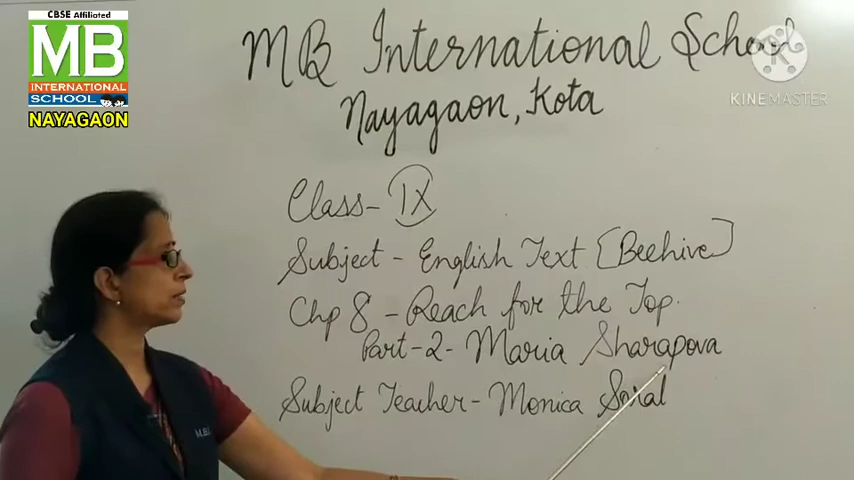 CBSE Affiliated
MB
INTERNATIONAL
SCHOOL
NAYAGAON
MB International School
Nayagaon, Kota
K
KINEMASTER
Class- IX
Subject - English Text [Beehive]
Chp 8 - Reach for the Top.
Part-2- Maria Sharapova
Subject Teacher- Monica